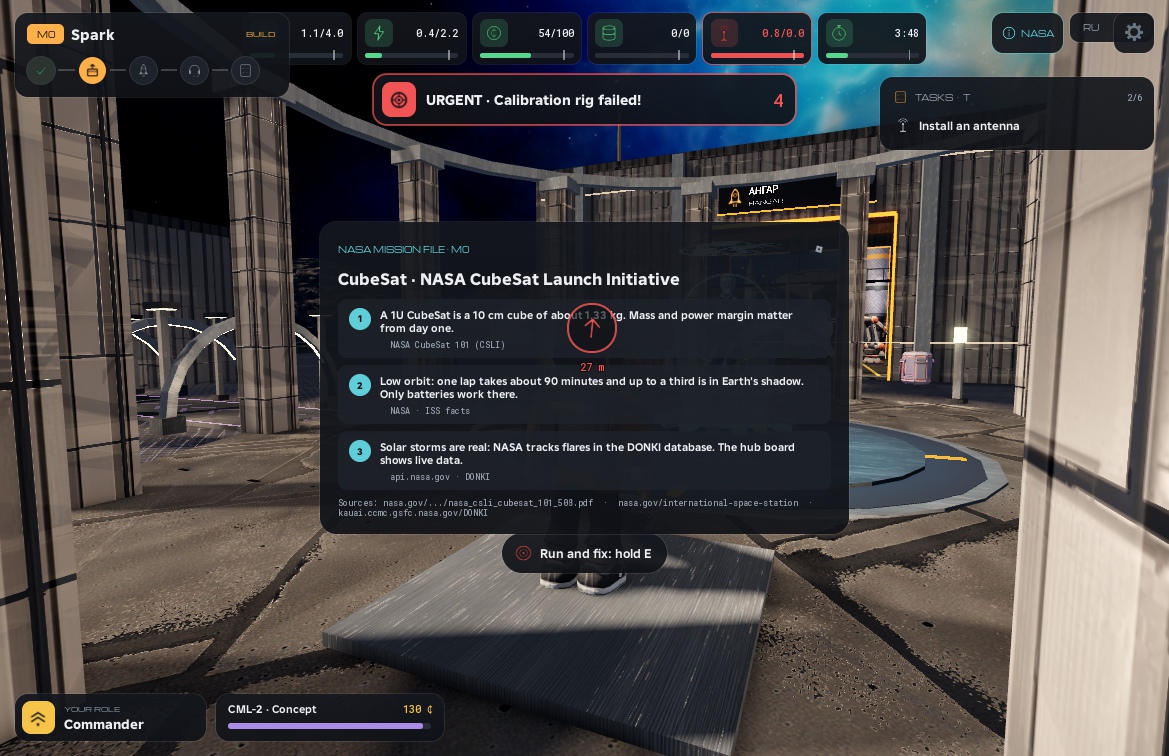 MO Spark BUILD
1.1/4.0
0.4/2.2
54/100
0/0
0.8/0.0
3:48
NASA
RU
URGENT · Calibration rig failed!
4
TASKS · T
2/6
Install an antenna
АНГАР
HANGAR
NASA MISSION FILE · MO
CubeSat · NASA CubeSat Launch Initiative
1
A 1U CubeSat is a 10 cm cube of about 1.33 kg. Mass and power margin matter
from day one.
NASA CubeSat 101 (CSLI)
27 m
2
Low orbit: one lap takes about 90 minutes and up to a third is in Earth's shadow.
Only batteries work there.
NASA · ISS facts
3
Solar storms are real: NASA tracks flares in the DONKI database. The hub board
shows live data.
api.nasa.gov · DONKI
Sources: nasa.gov/.../nasa_csli_cubesat_101_508.pdf · nasa.gov/international-space-station ·
kauai.ccmc.gsfc.nasa.gov/DONKI
Run and fix: hold E
YOUR ROLE
Commander
CML-2 · Concept
130 ₵